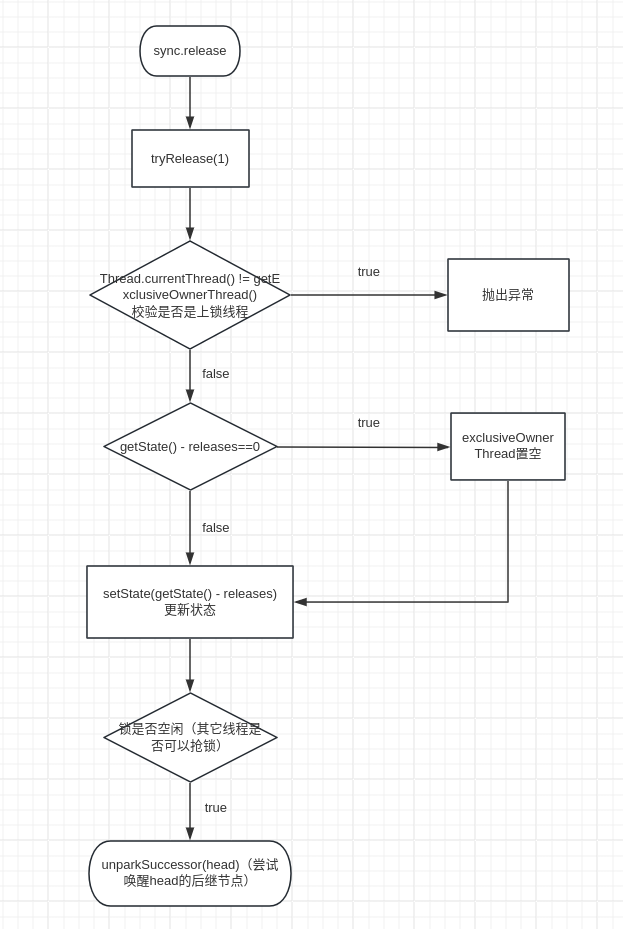 sync.release
tryRelease(1)
Thread.currentThread() != getE
xclusiveOwnerThread()
校验是否是上锁线程
true
抛出异常
false
getState() - releases==0
true
exclusiveOwner
Thread置空
false
setState(getState() - releases)
更新状态
锁是否空闲（其它线程是
否可以抢锁）
true
unparkSuccessor(head)（尝试
唤醒head的后继节点）